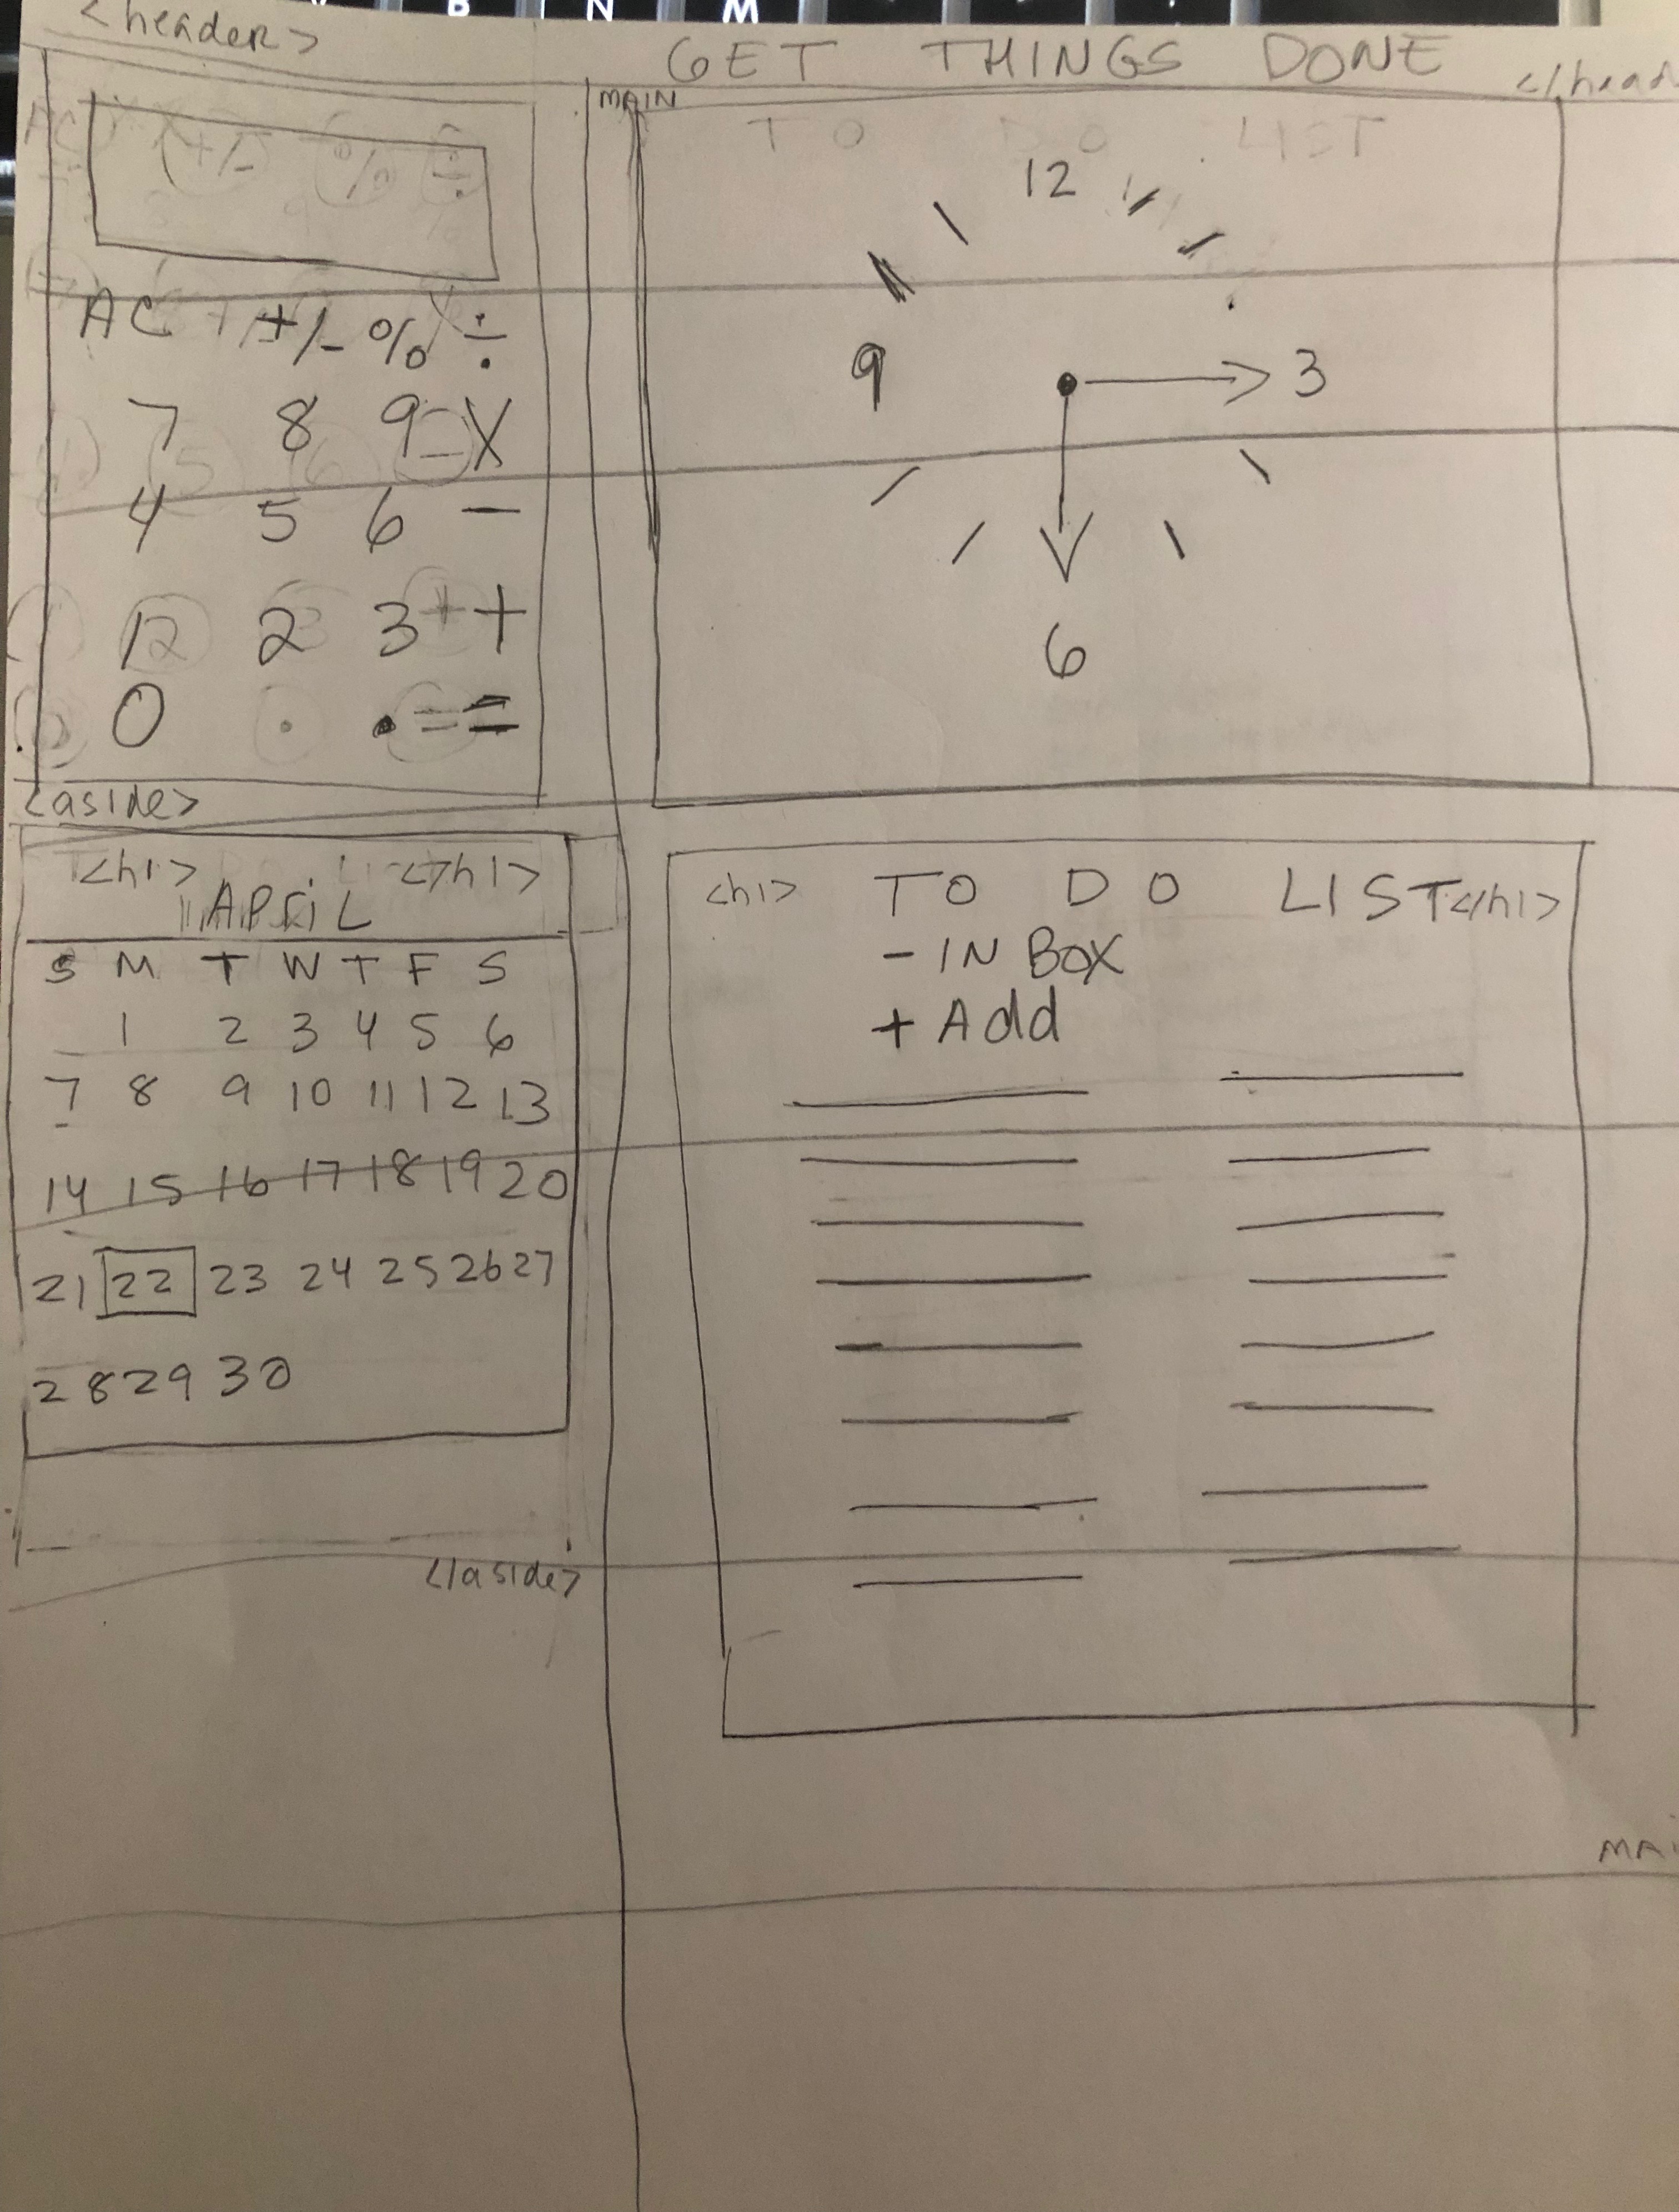 <header>
GET THINGS DONE
</head
MAIN
TO DO LIST
+/- % ÷
AC +/- % ÷
7 8 9 X
4 5 6 -
1 2 3 + +
0 . = =
12
9
3
6
<aside>
<h1> </h1>
APRIL
S M T W T F S
1 2 3 4 5 6
7 8 9 10 11 12 13
14 15 16 17 18 19 20
21 22 23 24 25 26 27
28 29 30
</aside>
<h1> TO DO LIST </h1>
- IN BOX
+ Add